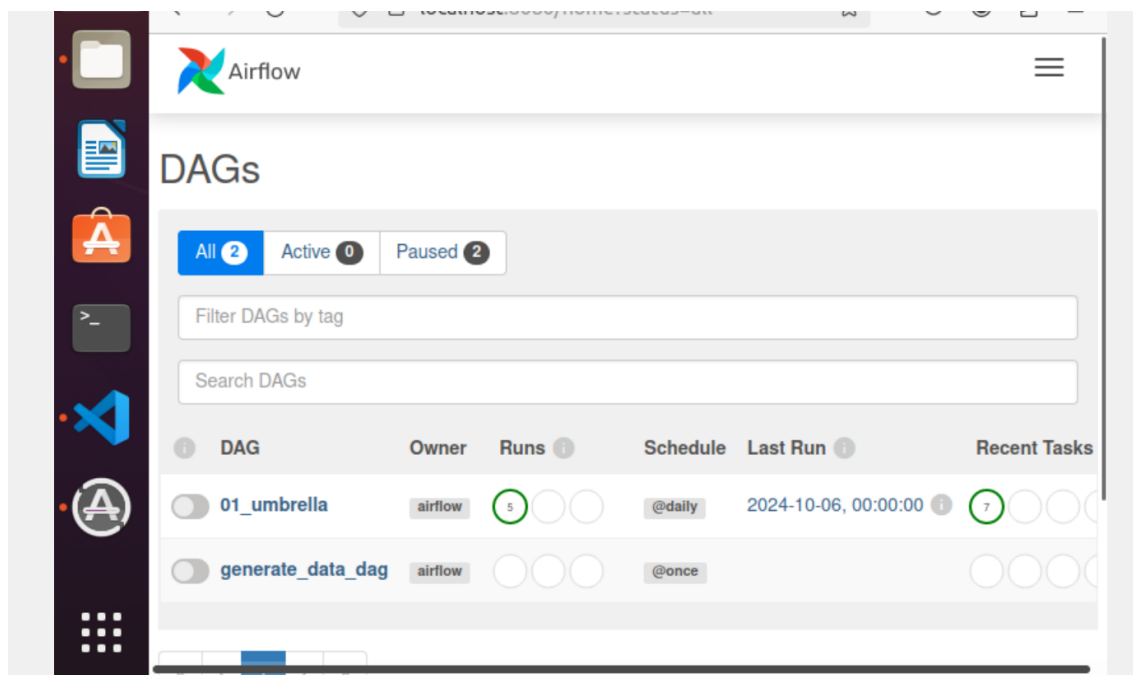 Airflow
DAGs
All 2 Active 0 Paused 2
Filter DAGs by tag
Search DAGs
DAG Owner Runs Schedule Last Run Recent Tasks
01_umbrella airflow 5 @daily 2024-10-06, 00:00:00 7
generate_data_dag airflow @once